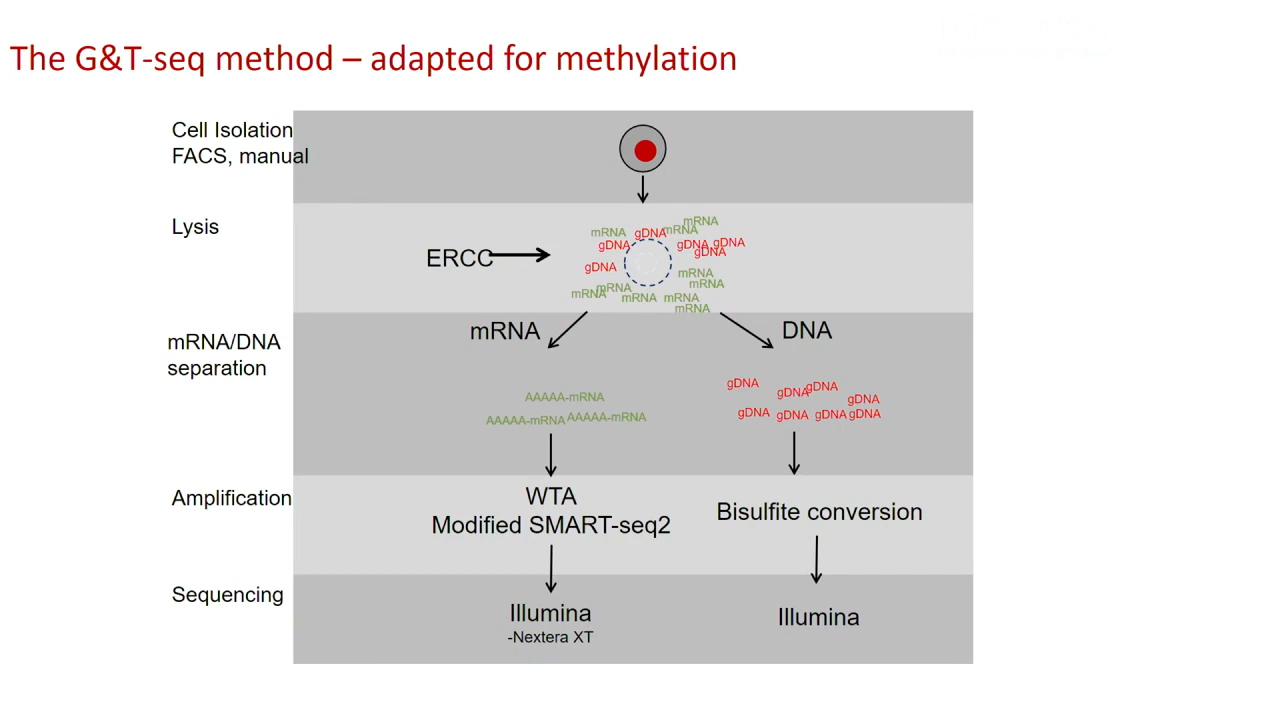 The G&T-seq method – adapted for methylation
Cell Isolation
FACS, manual
Lysis
ERCC
mRNA
gDNA
mRNA
mRNA
gDNA
gDNA
gDNA
gDNA
gDNA
mRNA
mRNA
mRNA
mRNA
mRNA
mRNA
mRNA
mRNA/DNA
separation
mRNA
DNA
AAAAA-mRNA
AAAAA-mRNA
AAAAA-mRNA
gDNA
gDNA
gDNA
gDNA
gDNA
gDNA
gDNA
gDNA
Amplification
WTA
Modified SMART-seq2
Bisulfite conversion
Sequencing
Illumina
-Nextera XT
Illumina